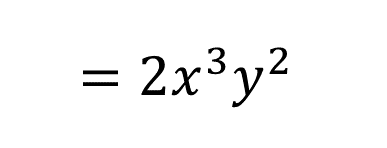 = 2x³y²